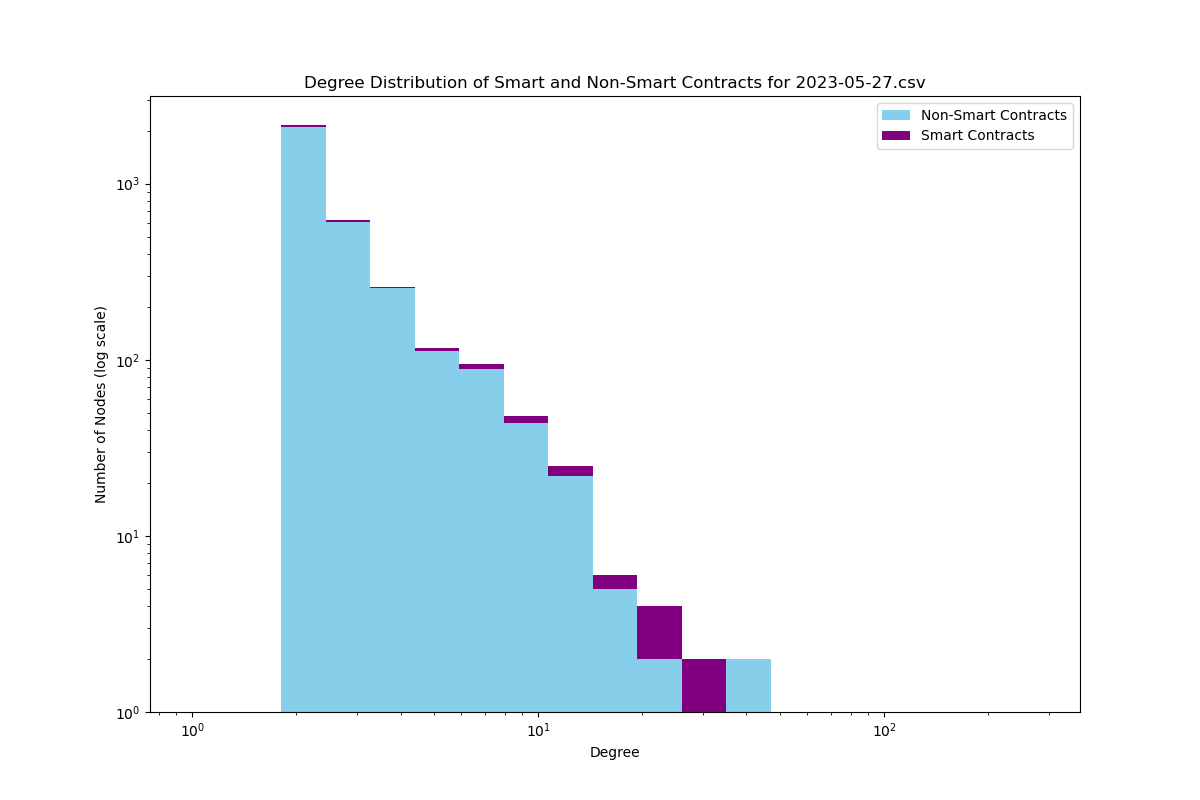 Degree Distribution of Smart and Non-Smart Contracts for 2023-05-27.csv
Non-Smart Contracts
Smart Contracts
Number of Nodes (log scale)
10³
10²
10¹
10⁰
10⁰ 10¹ 10²
Degree